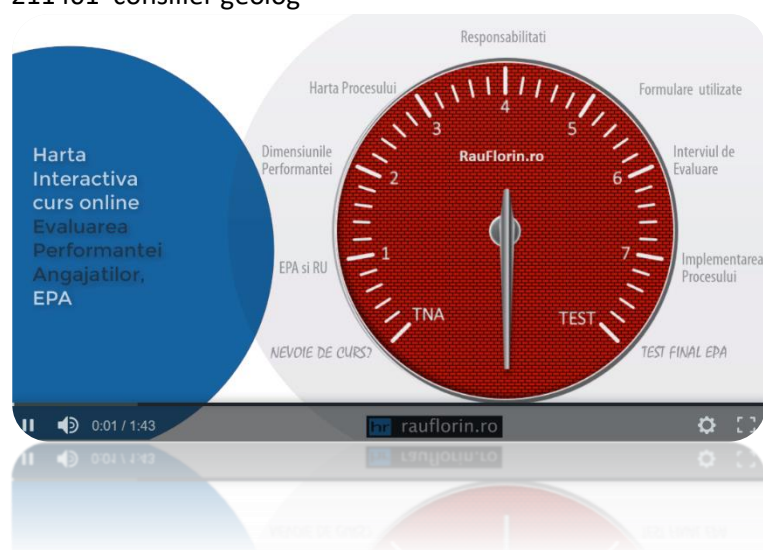 211401 consilier geolog
Responsabilitati
Harta Procesului
Formulare utilizate
Dimensiunile
Performantei
Interviul de
Evaluare
EPA si RU
Implementarea
Procesului
NEVOIE DE CURS?
TEST FINAL EPA
Harta
Interactiva
curs online
Evaluarea
Performantei
Angajatilor,
EPA
RauFlorin.ro
1
2
3
4
5
6
7
TNA
TEST
0:01 / 1:43
hr rauflorin.ro